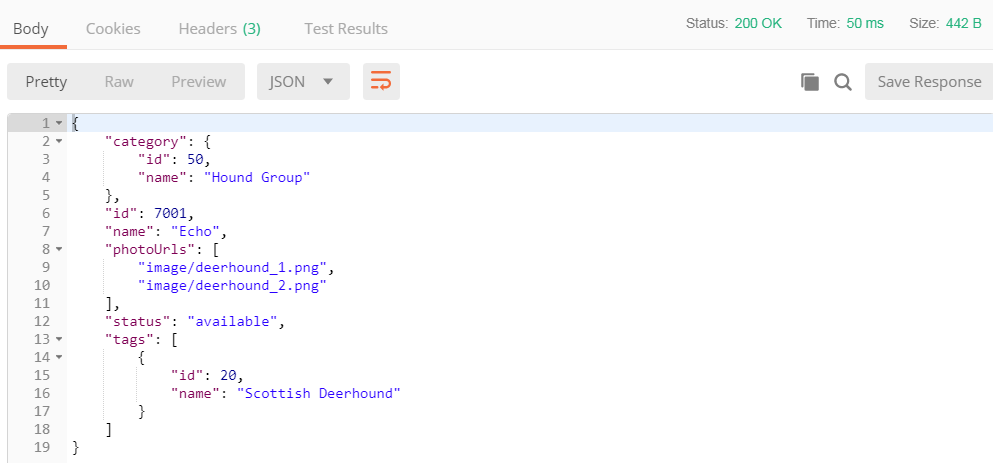 Body Cookies Headers (3) Test Results Status: 200 OK Time: 50 ms Size: 442 B
Pretty Raw Preview JSON Save Response
1 {
2     "category": {
3         "id": 50,
4         "name": "Hound Group"
5     },
6     "id": 7001,
7     "name": "Echo",
8     "photoUrls": [
9         "image/deerhound_1.png",
10         "image/deerhound_2.png"
11     ],
12     "status": "available",
13     "tags": [
14         {
15             "id": 20,
16             "name": "Scottish Deerhound"
17         }
18     ]
19 }